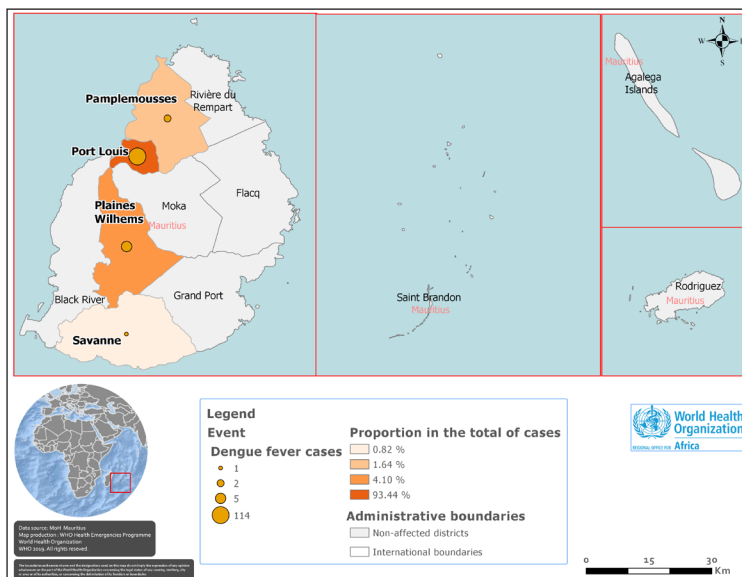 Pamplemousses
Rivière du
Rempart
Port Louis
Plaines
Wilhems
Moka
Mauritius
Flacq
Black River
Grand Port
Savanne
Saint Brandon
Mauritius
N
W E
S
Mauritius
Agalega
Islands
Rodriguez
Mauritius
Legend
Event
Dengue fever cases
1
2
5
114
Proportion in the total of cases
0.82 %
1.64 %
4.10 %
93.44 %
Administrative boundaries
Non-affected districts
International boundaries
World Health
Organization
REGIONAL OFFICE FOR Africa
Data source: MoH Mauritius
Map production : WHO Health Emergencies Programme
World Health Organization
WHO 2019. All rights reseved.
0 15 30
Km